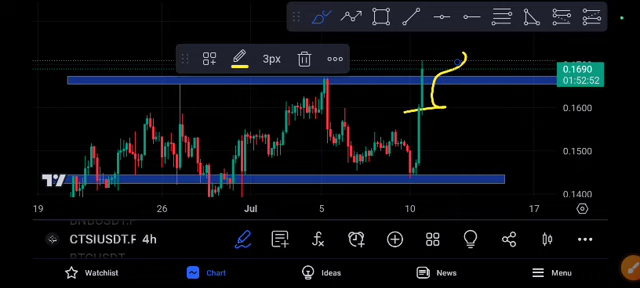 3px
0.1690
01:52:52
0.1600
0.1500
0.1400
19
26
Jul
5
10
17
CTSIUSDT.P 4h
Watchlist
Chart
Ideas
News
Menu